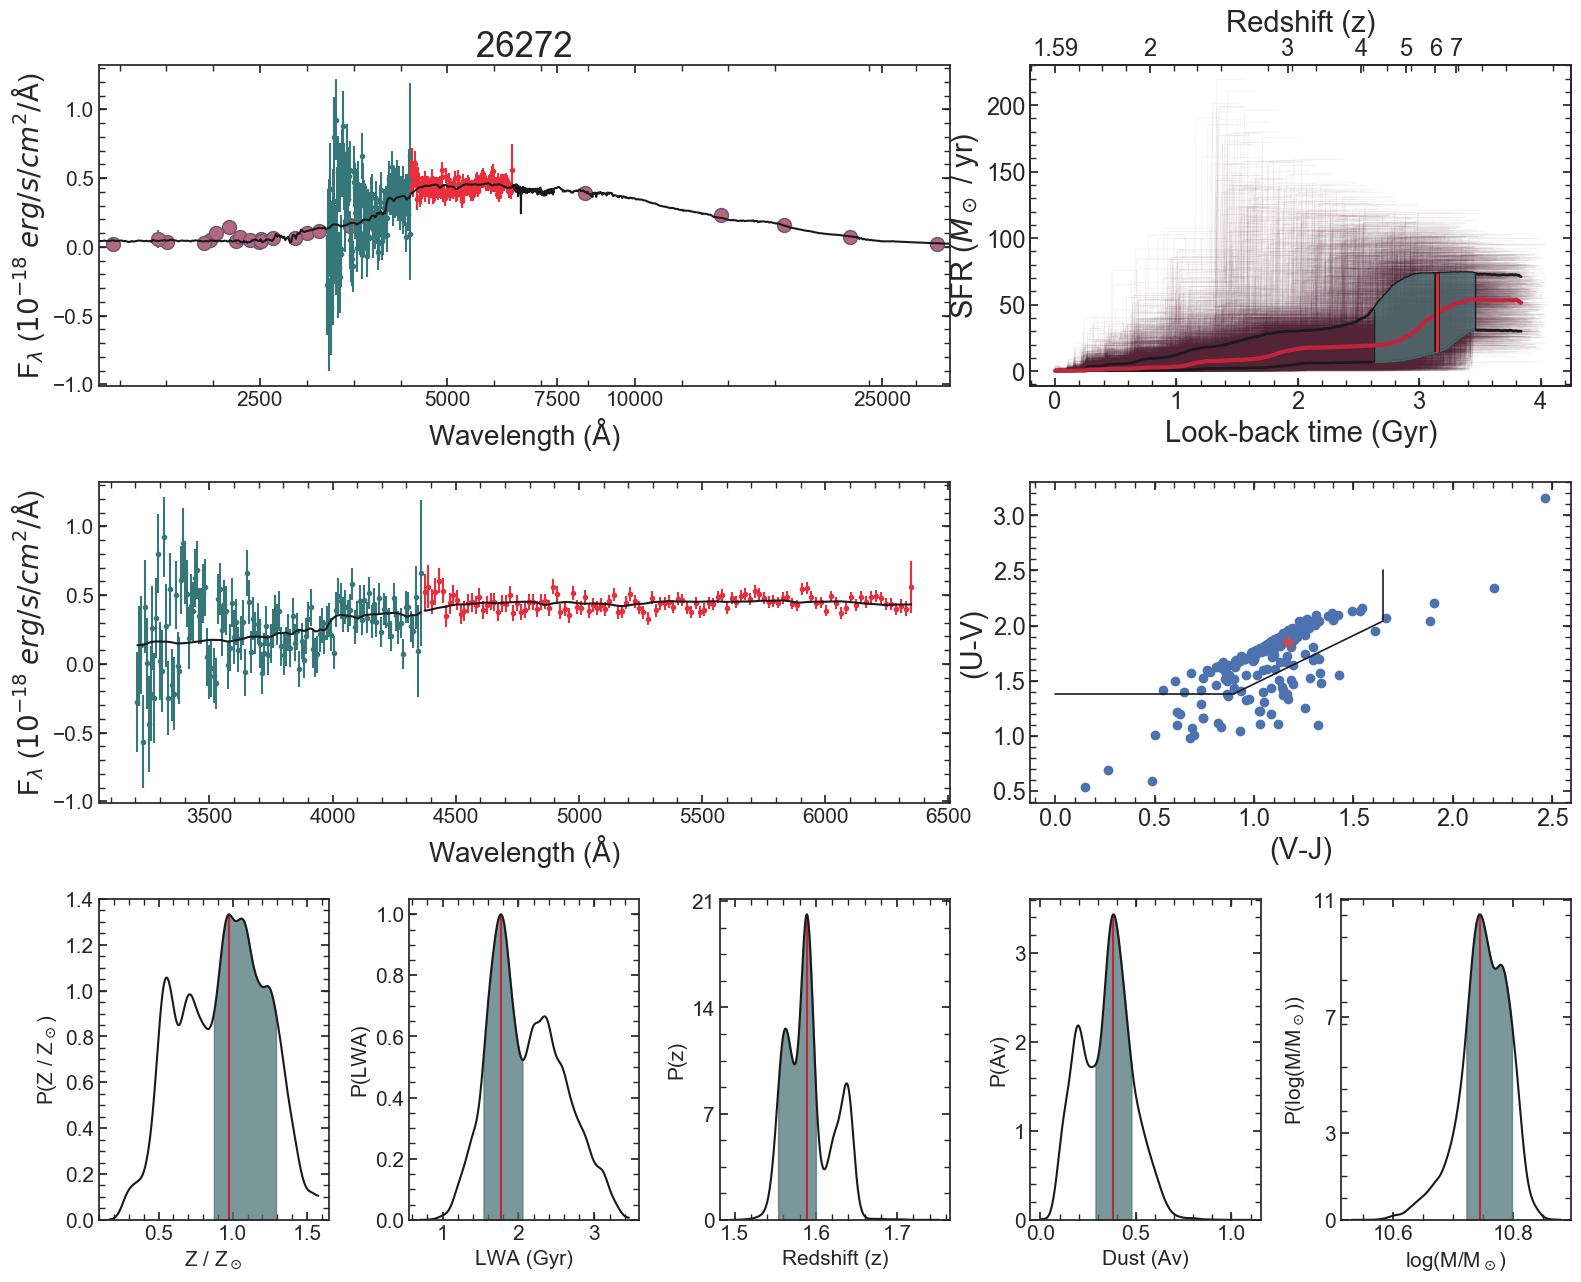 26272
1.0
0.5
0.0
−0.5
−1.0
F_λ (10^−18 erg/s/cm^2/Å)
2500 5000 7500 10000 25000
Wavelength (Å)
Redshift (z)
1.59 2 3 4 5 6 7
200
150
100
50
0
SFR (M_⊙ / yr)
0 1 2 3 4
Look-back time (Gyr)
1.0
0.5
0.0
−0.5
−1.0
F_λ (10^−18 erg/s/cm^2/Å)
3500 4000 4500 5000 5500 6000 6500
Wavelength (Å)
3.0
2.5
2.0
1.5
1.0
0.5
(U-V)
0.0 0.5 1.0 1.5 2.0 2.5
(V-J)
1.4
1.2
1.0
0.8
0.6
0.4
0.2
0.0
P(Z / Z_⊙)
0.5 1.0 1.5
Z / Z_⊙
1.0
0.8
0.6
0.4
0.2
0.0
P(LWA)
1 2 3
LWA (Gyr)
21
14
7
0
P(z)
1.5 1.6 1.7
Redshift (z)
3
2
1
0
P(Av)
0.0 0.5 1.0
Dust (Av)
11
7
3
0
P(log(M/M_⊙))
10.6 10.8
log(M/M_⊙)